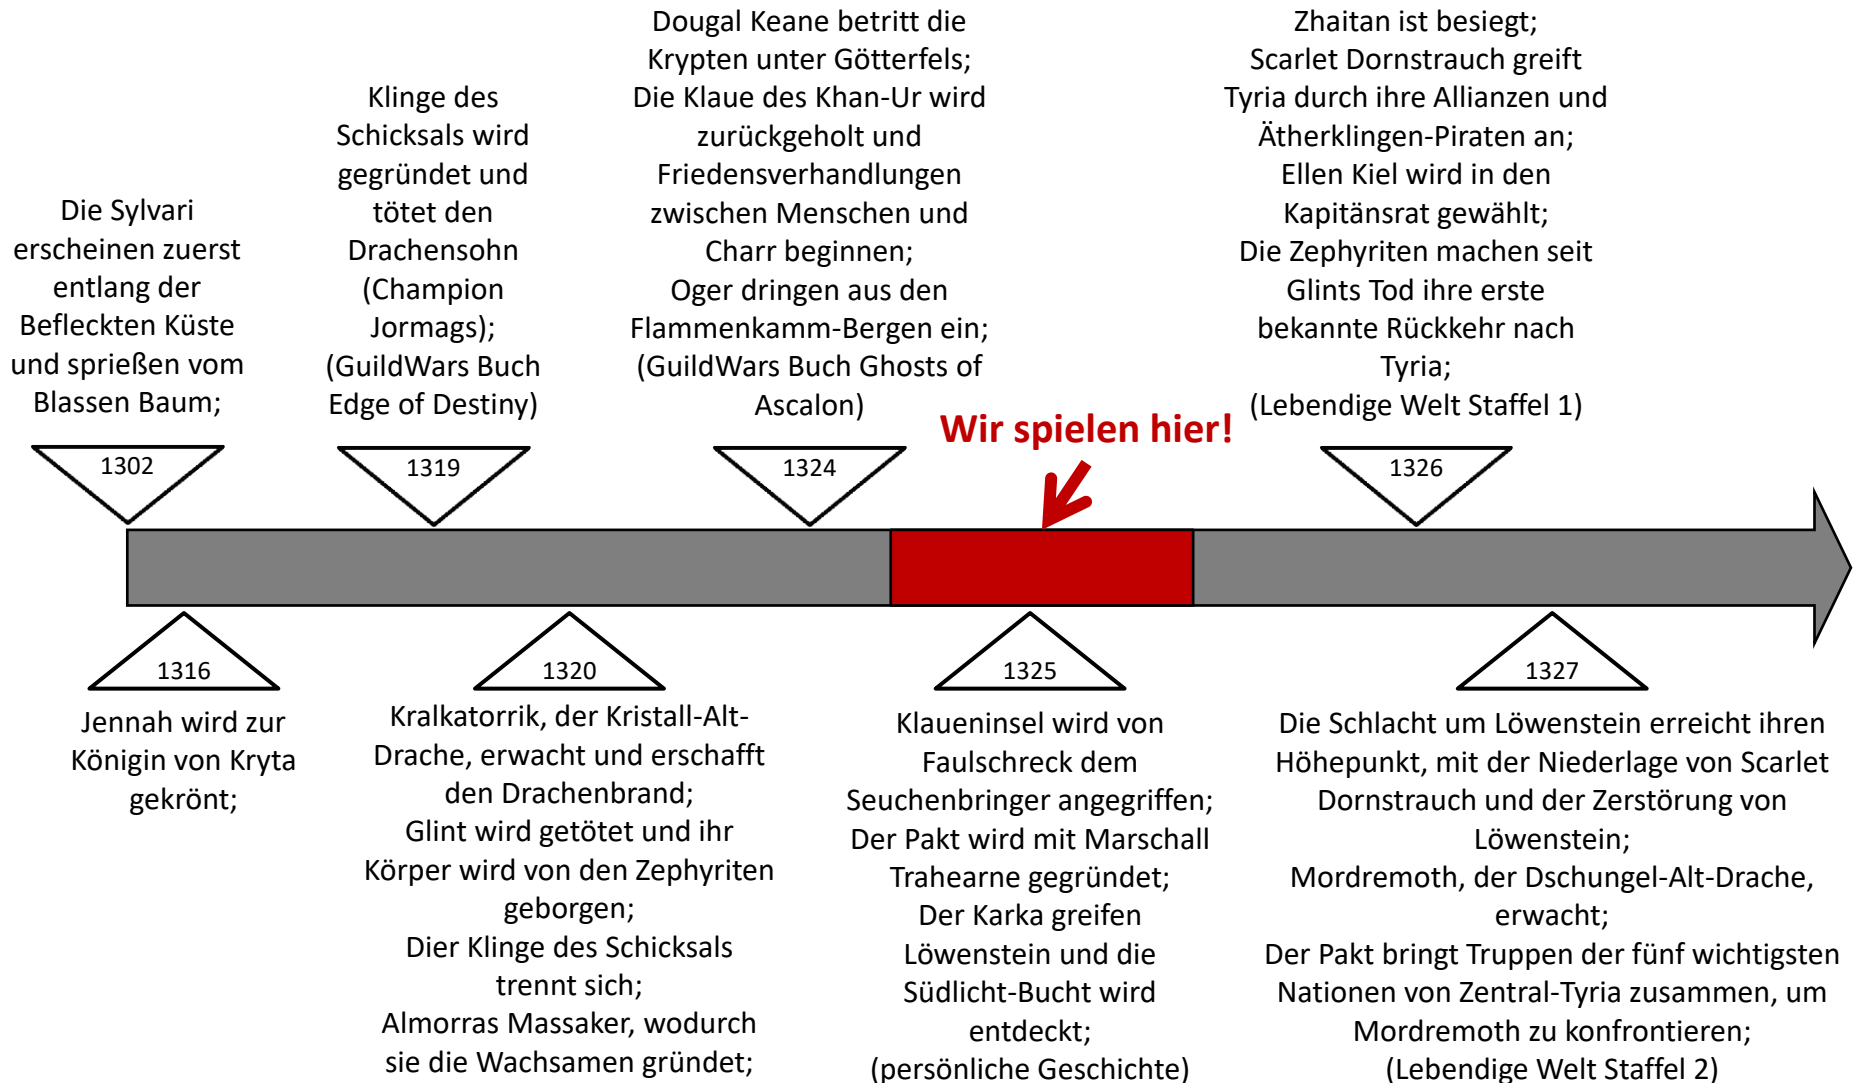 Die Sylvari
erscheinen zuerst
entlang der
Befleckten Küste
und sprießen vom
Blassen Baum;
1302
Klinge des
Schicksals wird
gegründet und
tötet den
Drachensohn
(Champion
Jormags);
(GuildWars Buch
Edge of Destiny)
1319
Dougal Keane betritt die
Krypten unter Götterfels;
Die Klaue des Khan-Ur wird
zurückgeholt und
Friedensverhandlungen
zwischen Menschen und
Charr beginnen;
Oger dringen aus den
Flammenkamm-Bergen ein;
(GuildWars Buch Ghosts of
Ascalon)
1324
Wir spielen hier!
Zhaitan ist besiegt;
Scarlet Dornstrauch greift
Tyria durch ihre Allianzen und
Ätherklingen-Piraten an;
Ellen Kiel wird in den
Kapitänsrat gewählt;
Die Zephyriten machen seit
Glints Tod ihre erste
bekannte Rückkehr nach
Tyria;
(Lebendige Welt Staffel 1)
1326
1316
Jennah wird zur
Königin von Kryta
gekrönt;
1320
Kralkatorrik, der Kristall-Alt-
Drache, erwacht und erschafft
den Drachenbrand;
Glint wird getötet und ihr
Körper wird von den Zephyriten
geborgen;
Dier Klinge des Schicksals
trennt sich;
Almorras Massaker, wodurch
sie die Wachsamen gründet;
1325
Klaueninsel wird von
Faulschreck dem
Seuchenbringer angegriffen;
Der Pakt wird mit Marschall
Trahearne gegründet;
Der Karka greifen
Löwenstein und die
Südlicht-Bucht wird
entdeckt;
(persönliche Geschichte)
1327
Die Schlacht um Löwenstein erreicht ihren
Höhepunkt, mit der Niederlage von Scarlet
Dornstrauch und der Zerstörung von
Löwenstein;
Mordremoth, der Dschungel-Alt-Drache,
erwacht;
Der Pakt bringt Truppen der fünf wichtigsten
Nationen von Zentral-Tyria zusammen, um
Mordremoth zu konfrontieren;
(Lebendige Welt Staffel 2)